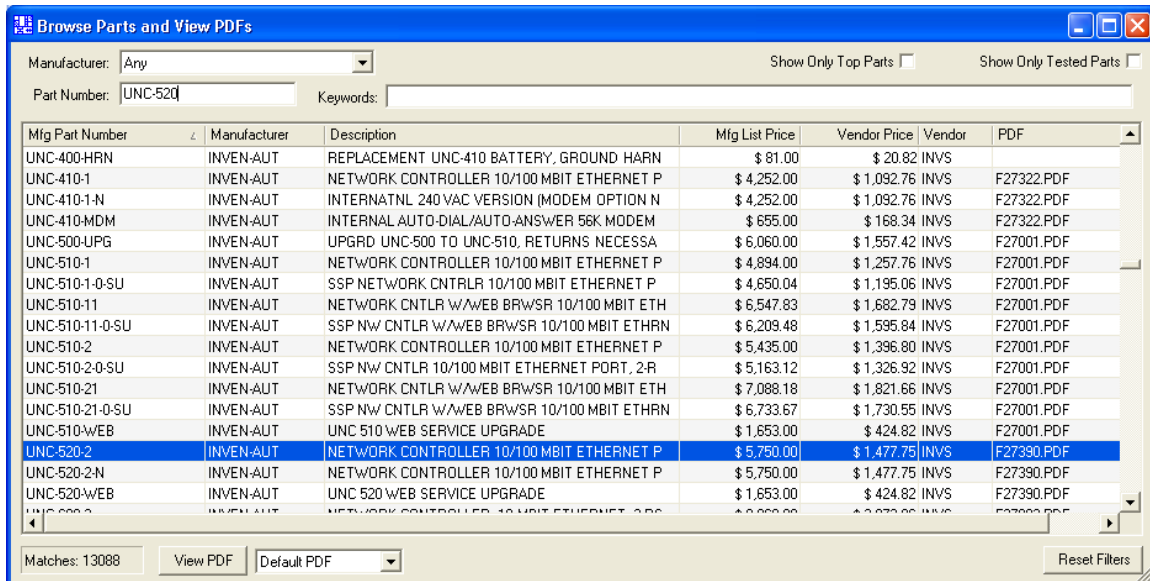 Browse Parts and View PDFs
Manufacturer: Any Show Only Top Parts Show Only Tested Parts
Part Number: UNC-520 Keywords:
Mfg Part Number Manufacturer Description Mfg List Price Vendor Price Vendor PDF
UNC-400-HRN INVEN-AUT REPLACEMENT UNC-410 BATTERY, GROUND HARN $ 81.00 $ 20.82 INVS
UNC-410-1 INVEN-AUT NETWORK CONTROLLER 10/100 MBIT ETHERNET P $ 4,252.00 $ 1,092.76 INVS F27322.PDF
UNC-410-1-N INVEN-AUT INTERNATNL 240 VAC VERSION (MODEM OPTION N $ 4,252.00 $ 1,092.76 INVS F27322.PDF
UNC-410-MDM INVEN-AUT INTERNAL AUTO-DIAL/AUTO-ANSWER 56K MODEM $ 655.00 $ 168.34 INVS F27322.PDF
UNC-500-UPG INVEN-AUT UPGRD UNC-500 TO UNC-510, RETURNS NECESSA $ 6,060.00 $ 1,557.42 INVS F27001.PDF
UNC-510-1 INVEN-AUT NETWORK CONTROLLER 10/100 MBIT ETHERNET P $ 4,894.00 $ 1,257.76 INVS F27001.PDF
UNC-510-1-0-SU INVEN-AUT SSP NETWORK CNTRLR 10/100 MBIT ETHERNET P $ 4,650.04 $ 1,195.06 INVS F27001.PDF
UNC-510-11 INVEN-AUT NETWORK CNTLR W/WEB BRWSR 10/100 MBIT ETH $ 6,547.83 $ 1,682.79 INVS F27001.PDF
UNC-510-11-0-SU INVEN-AUT SSP NW CNTLR W/WEB BRWSR 10/100 MBIT ETHRN $ 6,209.48 $ 1,595.84 INVS F27001.PDF
UNC-510-2 INVEN-AUT NETWORK CONTROLLER 10/100 MBIT ETHERNET P $ 5,435.00 $ 1,396.80 INVS F27001.PDF
UNC-510-2-0-SU INVEN-AUT SSP NW CNTLR 10/100 MBIT ETHERNET PORT, 2-R $ 5,163.12 $ 1,326.92 INVS F27001.PDF
UNC-510-21 INVEN-AUT NETWORK CNTLR W/WEB BRWSR 10/100 MBIT ETH $ 7,088.18 $ 1,821.66 INVS F27001.PDF
UNC-510-21-0-SU INVEN-AUT SSP NW CNTLR W/WEB BRWSR 10/100 MBIT ETHRN $ 6,733.67 $ 1,730.55 INVS F27001.PDF
UNC-510-WEB INVEN-AUT UNC 510 WEB SERVICE UPGRADE $ 1,653.00 $ 424.82 INVS F27001.PDF
UNC-520-2 INVEN-AUT NETWORK CONTROLLER 10/100 MBIT ETHERNET P $ 5,750.00 $ 1,477.75 INVS F27390.PDF
UNC-520-2-N INVEN-AUT NETWORK CONTROLLER 10/100 MBIT ETHERNET P $ 5,750.00 $ 1,477.75 INVS F27390.PDF
UNC-520-WEB INVEN-AUT UNC 520 WEB SERVICE UPGRADE $ 1,653.00 $ 424.82 INVS F27390.PDF
Matches: 13088 View PDF Default PDF Reset Filters